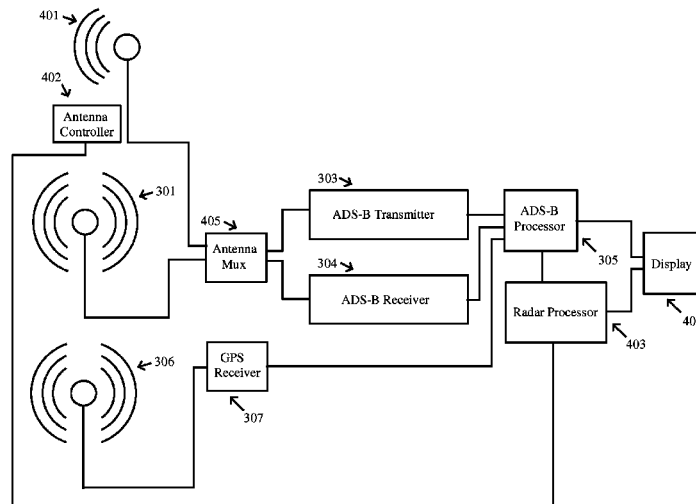 401
402
Antenna
Controller
301
405
Antenna
Mux
303
ADS-B Transmitter
304
ADS-B Receiver
ADS-B
Processor
305
Display
Radar Processor
403
306
GPS
Receiver
307